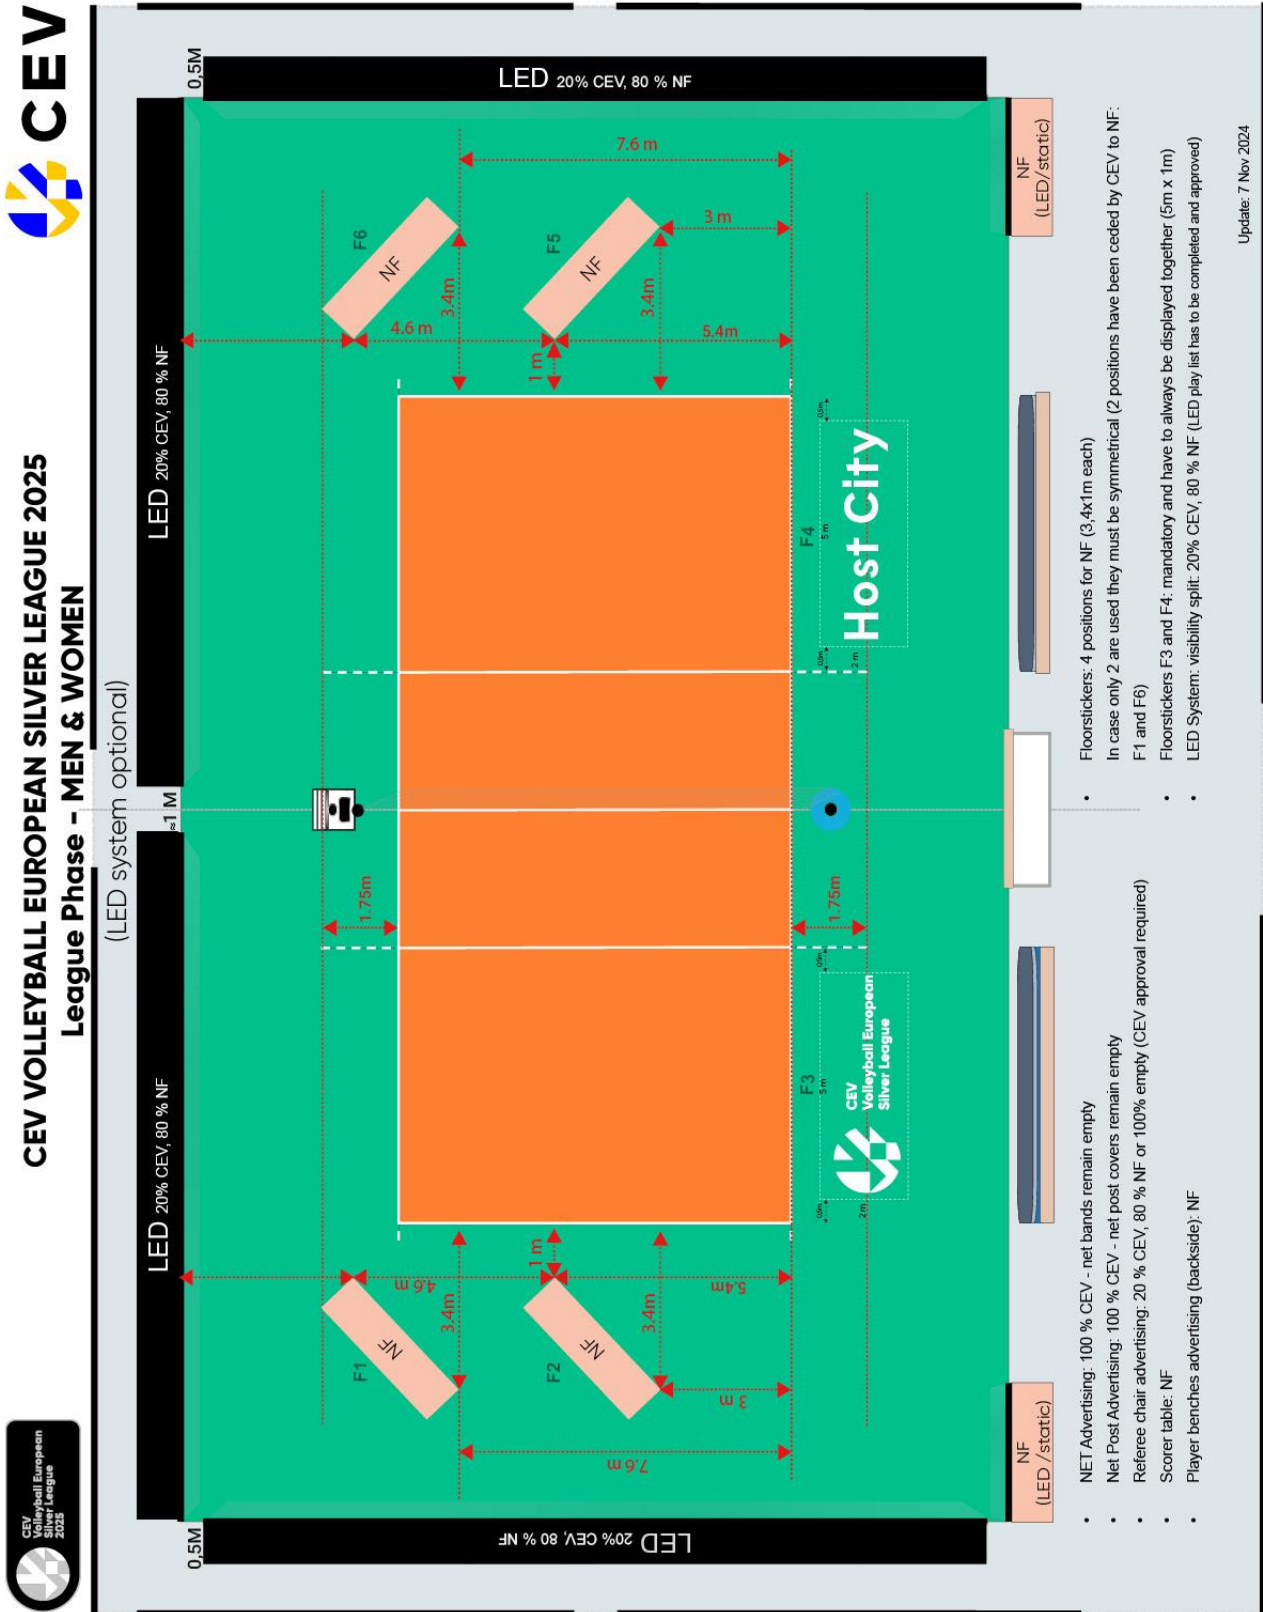 CEV
Volleyball European
Silver League
2025
CEV VOLLEYBALL EUROPEAN SILVER LEAGUE 2025
League Phase - MEN & WOMEN
CEV
(LED system optional)
LED 20% CEV, 80 % NF
LED 20% CEV, 80 % NF
0,5M
≈1 M
0,5M
LED 20% CEV, 80 % NF
LED 20% CEV, 80 % NF
F1
NF
F2
NF
4.6 m
3.4m
1 m
3.4m
5.4m
3 m
7.6 m
1.75m
1.75m
F6
NF
F5
NF
4.6 m
3.4m
1 m
3.4m
5.4m
3 m
7.6 m
F3
5 m
0,5m
0,5m
2 m
CEV
Volleyball European
Silver League
F4
5 m
0,5m
0,5m
2 m
Host City
NF
(LED /static)
NF
(LED/static)
• NET Advertising: 100 % CEV - net bands remain empty
• Net Post Advertising: 100 % CEV - net post covers remain empty
• Referee chair advertising: 20 % CEV, 80 % NF or 100% empty (CEV approval required)
• Scorer table: NF
• Player benches advertising (backside): NF
• Floorstickers: 4 positions for NF (3,4x1m each)
In case only 2 are used they must be symmetrical (2 positions have been ceded by CEV to NF:
F1 and F6)
• Floorstickers F3 and F4: mandatory and have to always be displayed together (5m x 1m)
• LED System: visibility split: 20% CEV, 80 % NF (LED play list has to be completed and approved)
Update: 7 Nov 2024